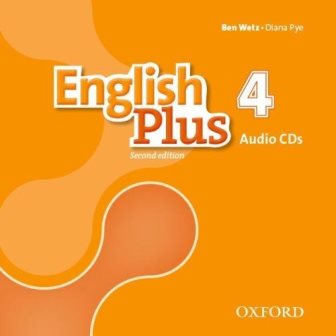 Ben Wetz • Diana Pye
English Plus 4
Second edition
Audio CDs
OXFORD